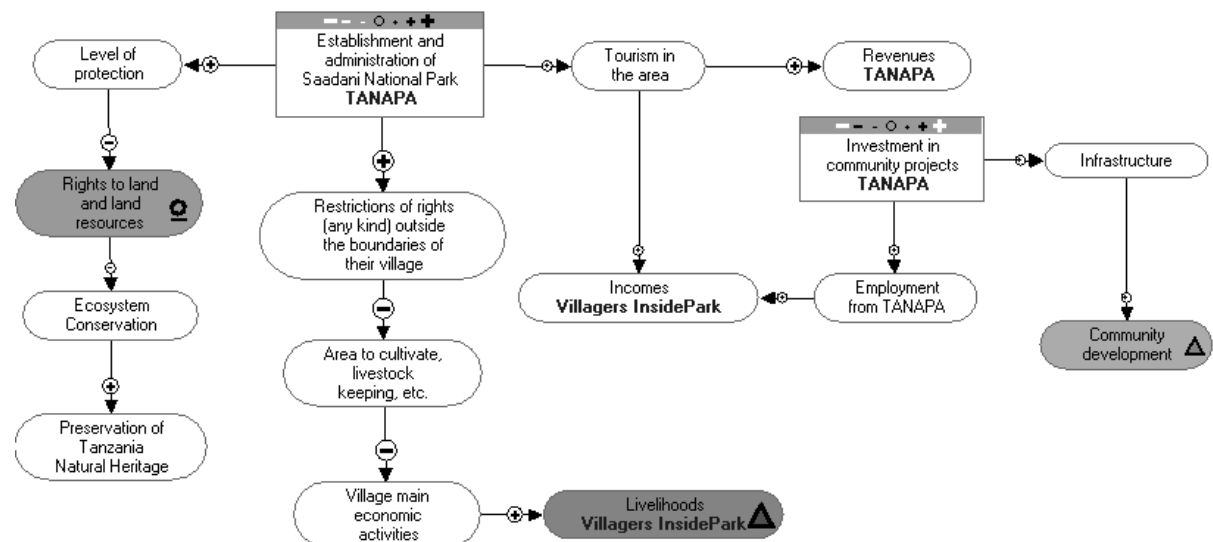 Level of
protection
Establishment and
administration of
Saadani National Park
TANAPA
Tourism in
the area
Revenues
TANAPA
Investment in
community projects
TANAPA
Infrastructure
Rights to land
and land
resources
Restrictions of rights
(any kind) outside
the boundaries of
their village
Ecosystem
Conservation
Incomes
Villagers InsidePark
Employment
from TANAPA
Community
development
Area to cultivate,
livestock
keeping, etc.
Preservation of
Tanzania
Natural Heritage
Village main
economic
activities
Livelihoods
Villagers InsidePark